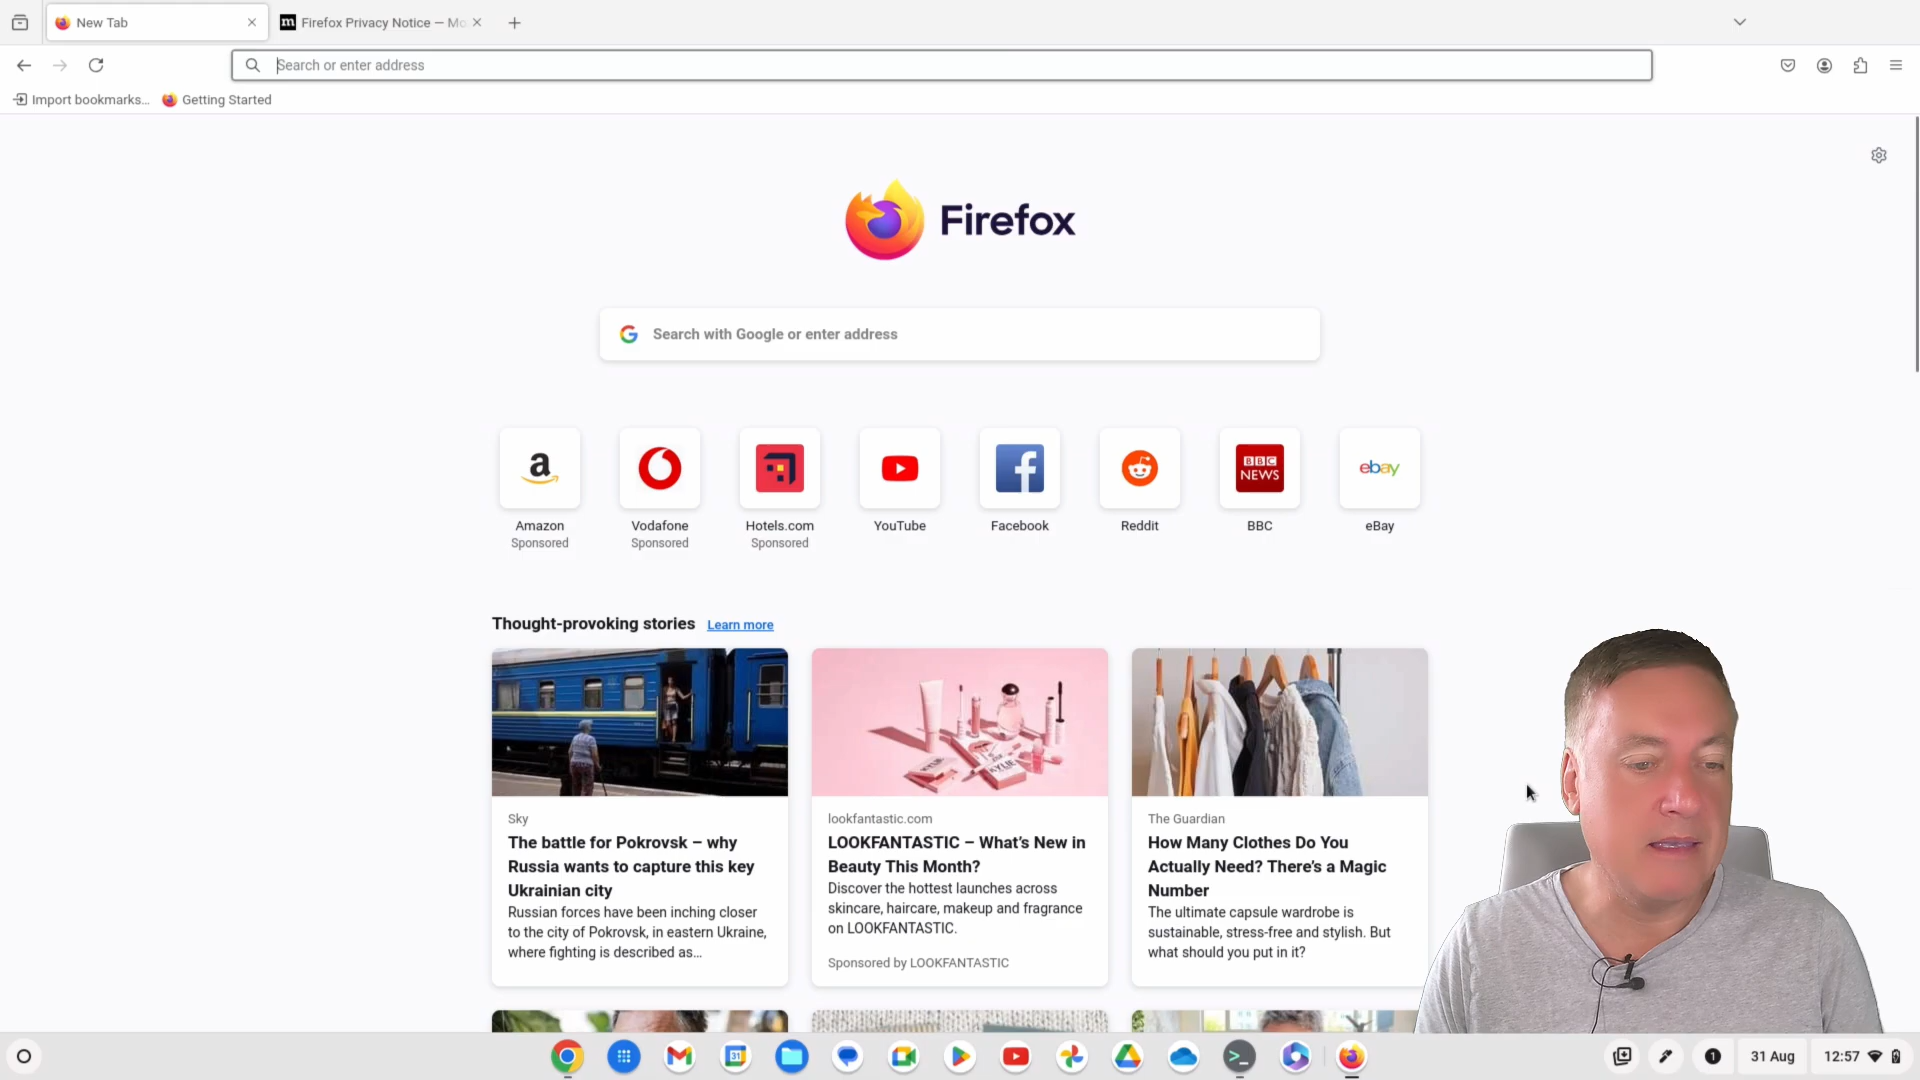 New Tab
Firefox Privacy Notice — Mo
Search or enter address
Import bookmarks...
Getting Started
Firefox
Search with Google or enter address
a
BBC
NEWS
ebay
Amazon
Vodafone
Hotels.com
YouTube
Facebook
Reddit
BBC
eBay
Sponsored
Sponsored
Sponsored
Thought-provoking stories
Learn more
KYLIE
Sky
The battle for Pokrovsk – why
Russia wants to capture this key
Ukrainian city
Russian forces have been inching closer
to the city of Pokrovsk, in eastern Ukraine,
where fighting is described as…
lookfantastic.com
LOOKFANTASTIC – What’s New in
Beauty This Month?
Discover the hottest launches across
skincare, haircare, makeup and fragrance
on LOOKFANTASTIC.
Sponsored by LOOKFANTASTIC
The Guardian
How Many Clothes Do You
Actually Need? There’s a Magic
Number
The ultimate capsule wardrobe is
sustainable, stress-free and stylish. But
what should you put in it?
31
1
31 Aug
12:57